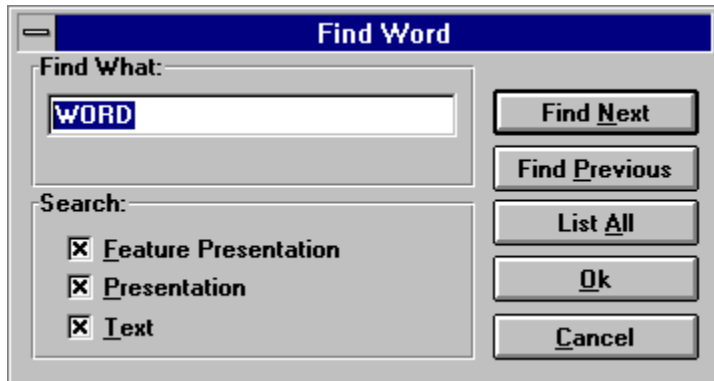 Find Word
Find What:
WORD
Find Next
Find Previous
Search:
List All
Feature Presentation
Presentation
Ok
Text
Cancel